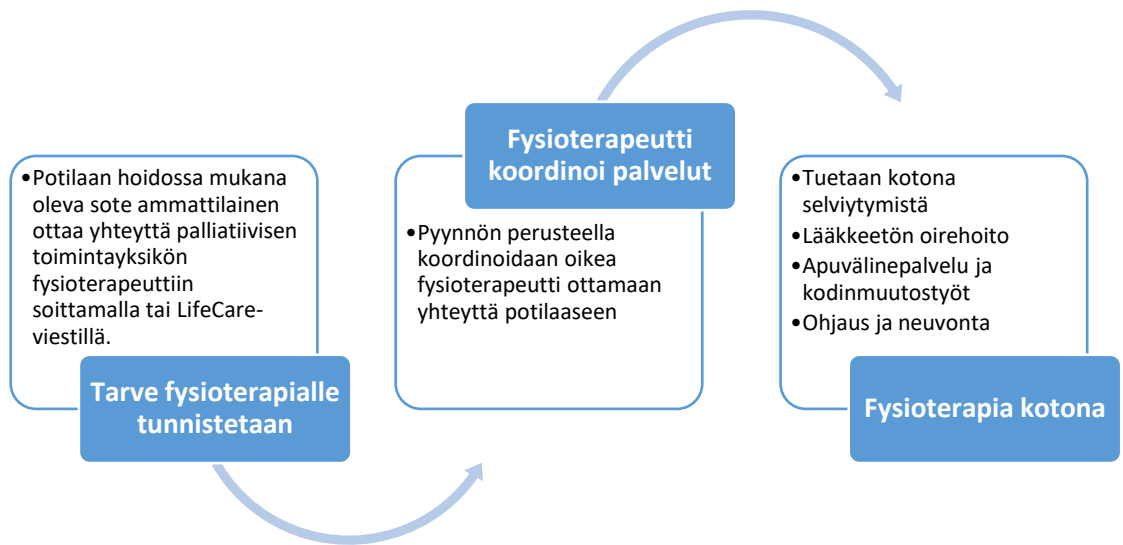 •Potilaan hoidossa mukana
oleva sote ammattilainen
ottaa yhteyttä palliatiivisen
toimintayksikön
fysioterapeuttiin
soittamalla tai LifeCare-
viestillä.
Tarve fysioterapialle
tunnistetaan
Fysioterapeutti
koordinoi palvelut
•Pyynnön perusteella
koordinoidaan oikea
fysioterapeutti ottamaan
yhteyttä potilaaseen
•Tuetaan kotona
selviytymistä
•Lääkkeetön oirehoito
•Apuvälinepalvelu ja
kodinmuutostyöt
•Ohjaus ja neuvonta
Fysioterapia kotona